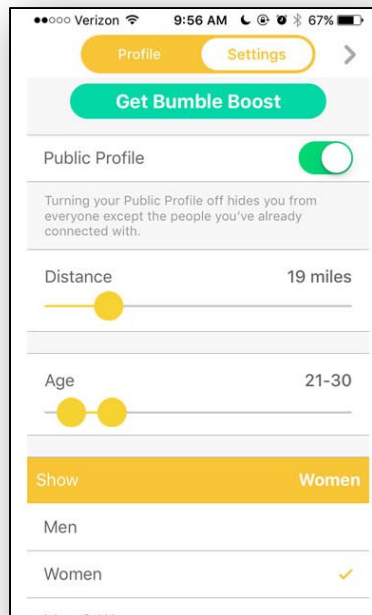 ●●○○○ Verizon 9:56 AM 67%
Profile Settings
Get Bumble Boost
Public Profile
Turning your Public Profile off hides you from
everyone except the people you've already
connected with.
Distance 19 miles
Age 21-30
Show Women
Men
Women